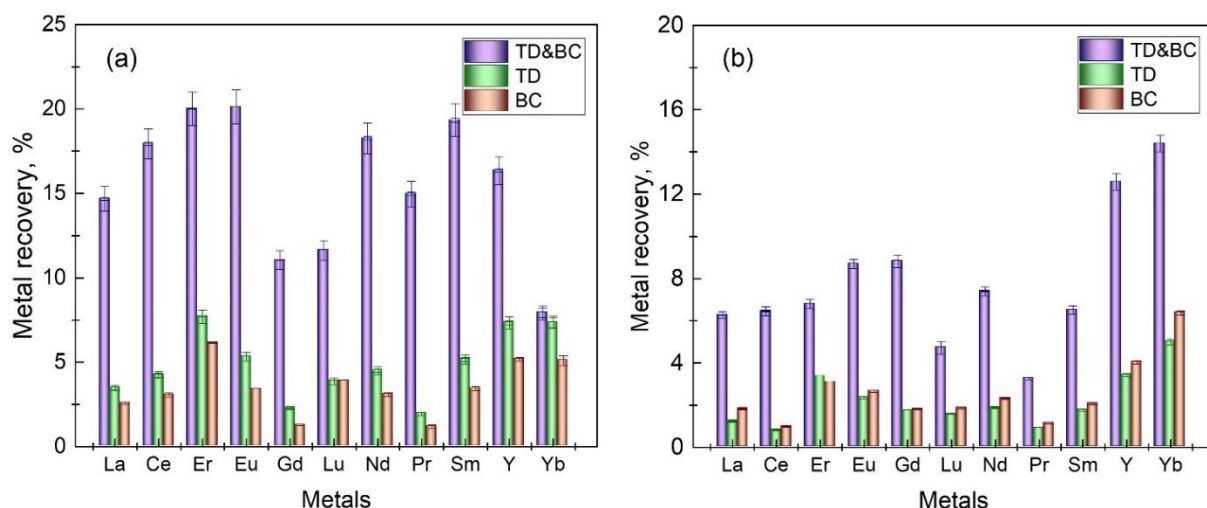 (a)
TD&BC
TD
BC
Metal recovery, %
25
20
15
10
5
0
La Ce Er Eu Gd Lu Nd Pr Sm Y Yb
Metals
(b)
TD&BC
TD
BC
Metal recovery, %
20
16
12
8
4
0
La Ce Er Eu Gd Lu Nd Pr Sm Y Yb
Metals